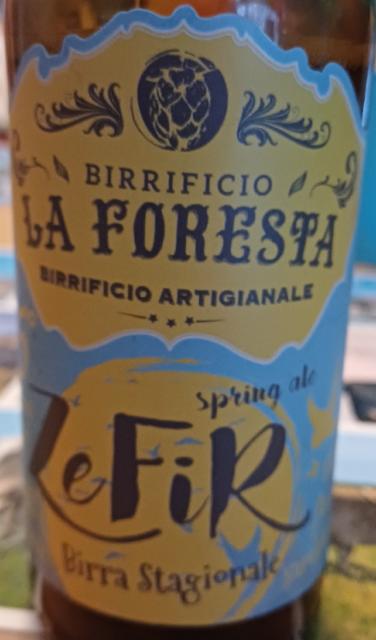 BIRRIFICIO
LA FORESTA
BIRRIFICIO ARTIGIANALE
spring ale
ZeFiR
Birra Stagionale